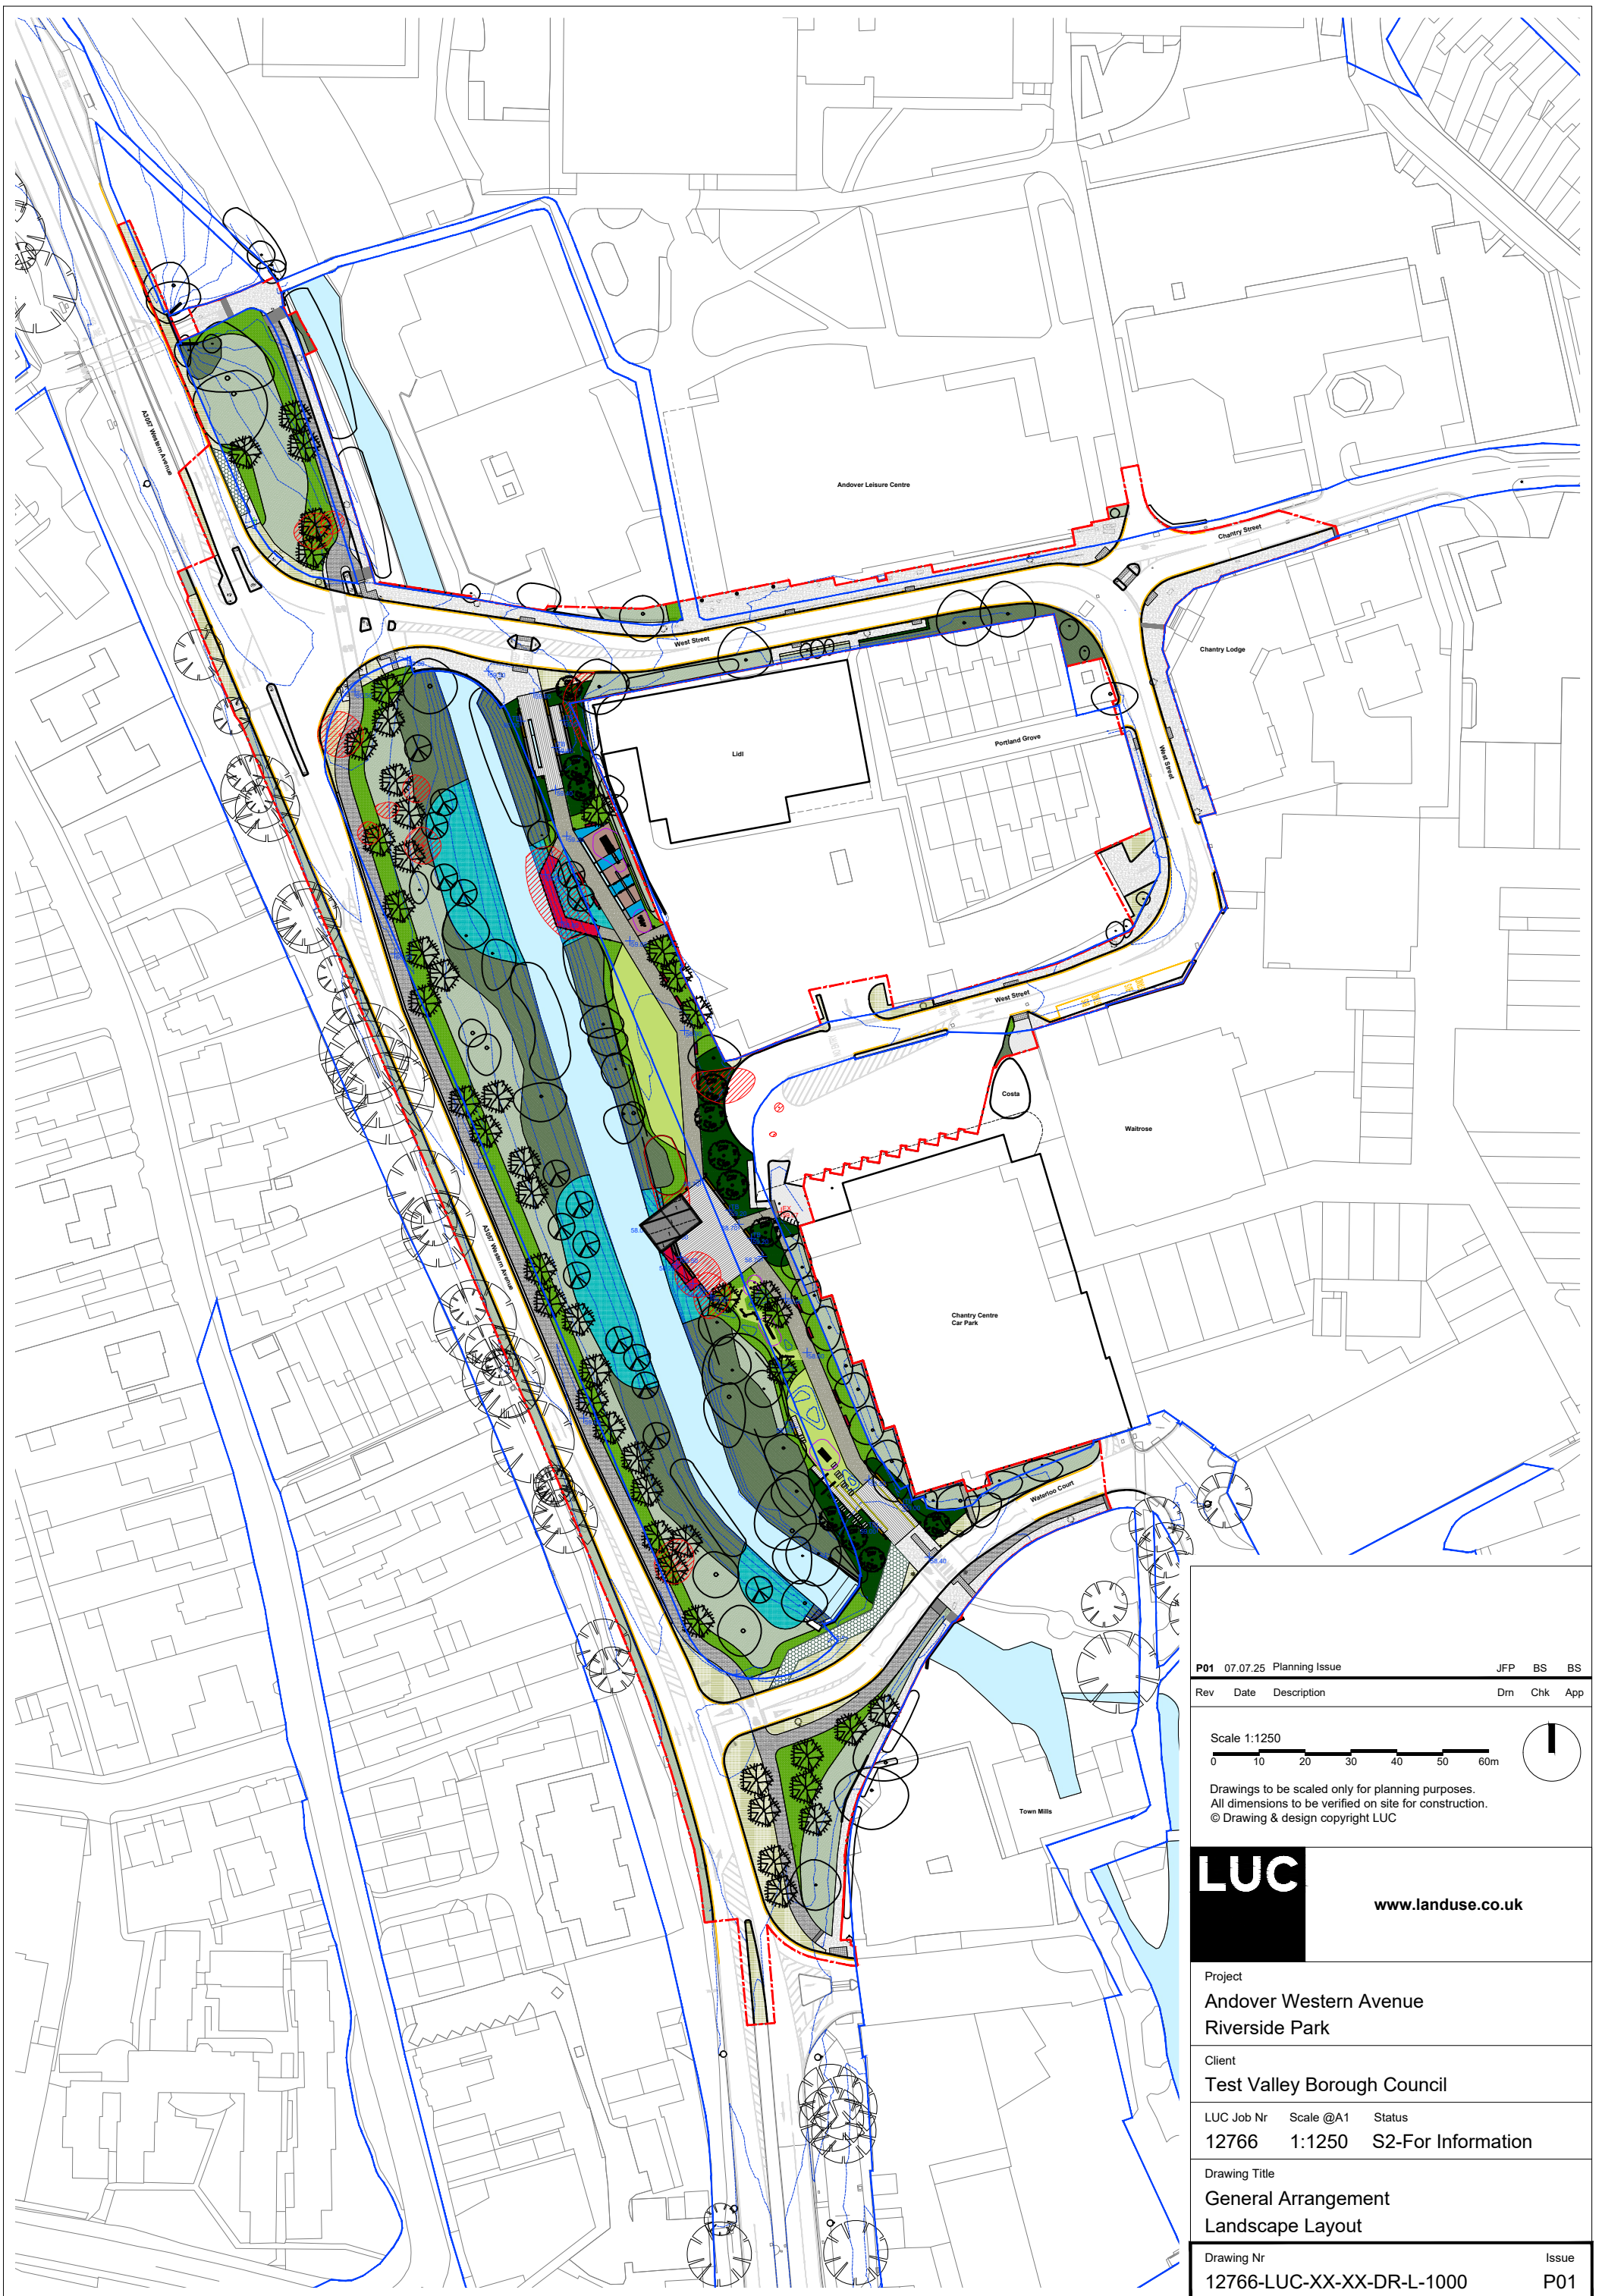 A3057 Western Avenue
Andover Leisure Centre
Chantry Street
West Street
Chantry Lodge
Lidl
Portland Grove
West Street
West Street
Costa
Waitrose
A3057 Western Avenue
Chantry Centre
Car Park
Waterloo Court
58.40
Town Mills
P01 07.07.25 Planning Issue JFP BS BS
Rev Date Description Drn Chk App
Scale 1:1250
0 10 20 30 40 50 60m
Drawings to be scaled only for planning purposes.
All dimensions to be verified on site for construction.
© Drawing & design copyright LUC
LUC
www.landuse.co.uk
Project
Andover Western Avenue
Riverside Park
Client
Test Valley Borough Council
LUC Job Nr Scale @A1 Status
12766 1:1250 S2-For Information
Drawing Title
General Arrangement
Landscape Layout
Drawing Nr Issue
12766-LUC-XX-XX-DR-L-1000 P01